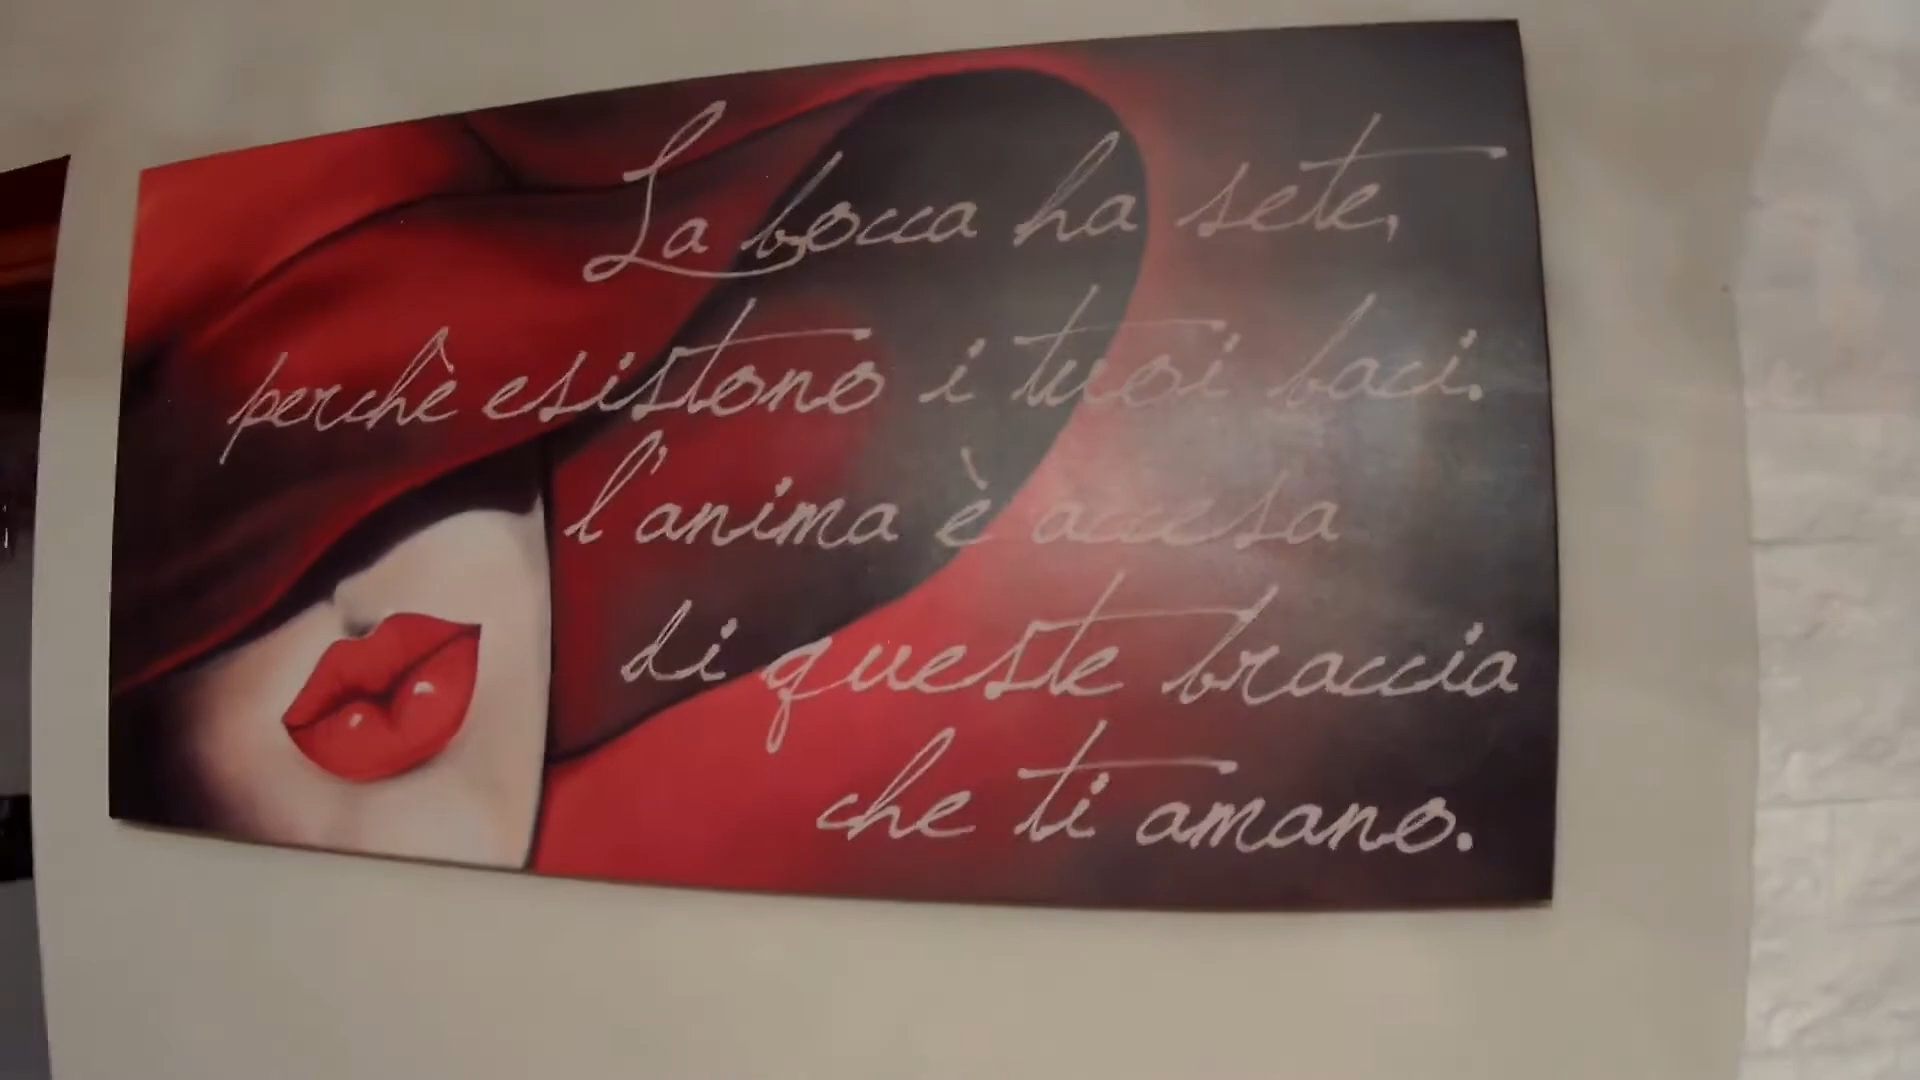 La bocca ha sete,
perchè esistono i tuoi baci.
l'anima è accesa
di queste braccia
che ti amano.